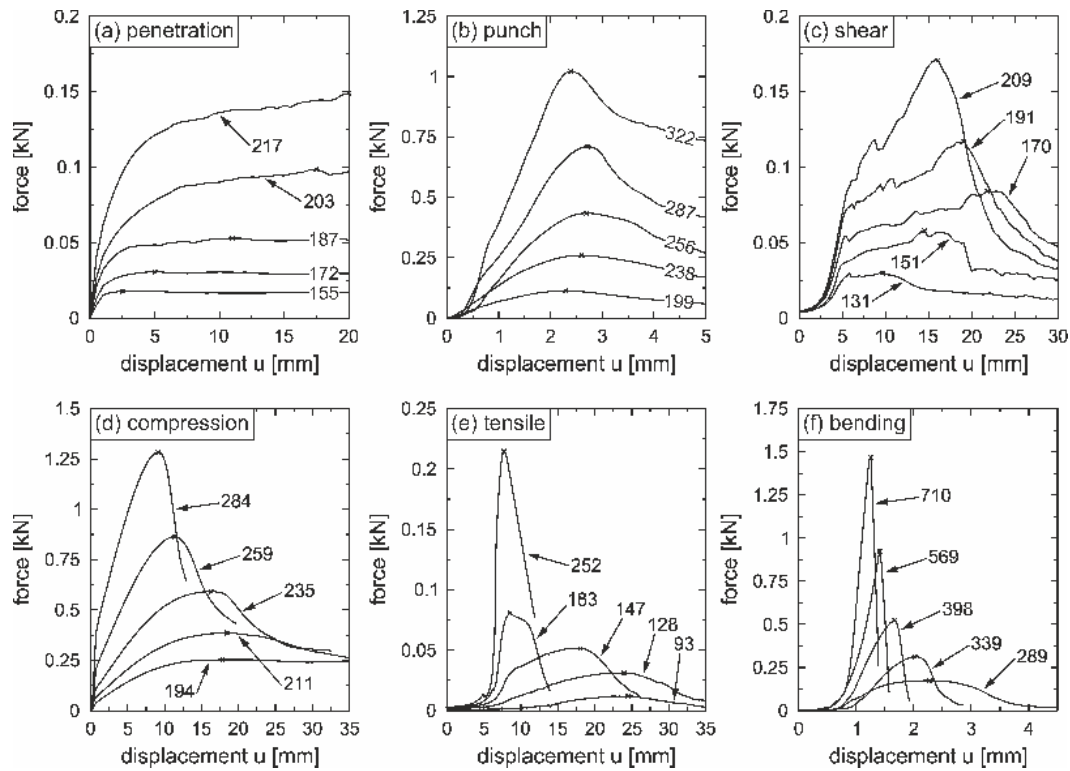 (a) penetration
force [kN]
0.2
0.15
0.1
0.05
0
217
203
187
172
155
0 5 10 15 20
displacement u [mm]
(b) punch
force [kN]
1
0.75
0.5
0.25
0
322
287
256
238
199
0 1 2 3 4 5
displacement u [mm]
(c) shear
force [kN]
0.2
0.15
0.1
0.05
0
209
191
170
151
131
0 5 10 15 20 25 30
displacement u [mm]
(d) compression
force [kN]
1.5
1.25
1
0.75
0.5
0.25
0
284
259
235
211
194
0 5 10 15 20 25 30 35
displacement u [mm]
(e) tensile
force [kN]
0.25
0.2
0.15
0.1
0.05
0
252
183
147
128
93
0 5 10 15 20 25 30 35
displacement u [mm]
(f) bending
force [kN]
1.75
1.5
1.25
1
0.75
0.5
0.25
0
710
569
398
339
289
0 1 2 3 4
displacement u [mm]